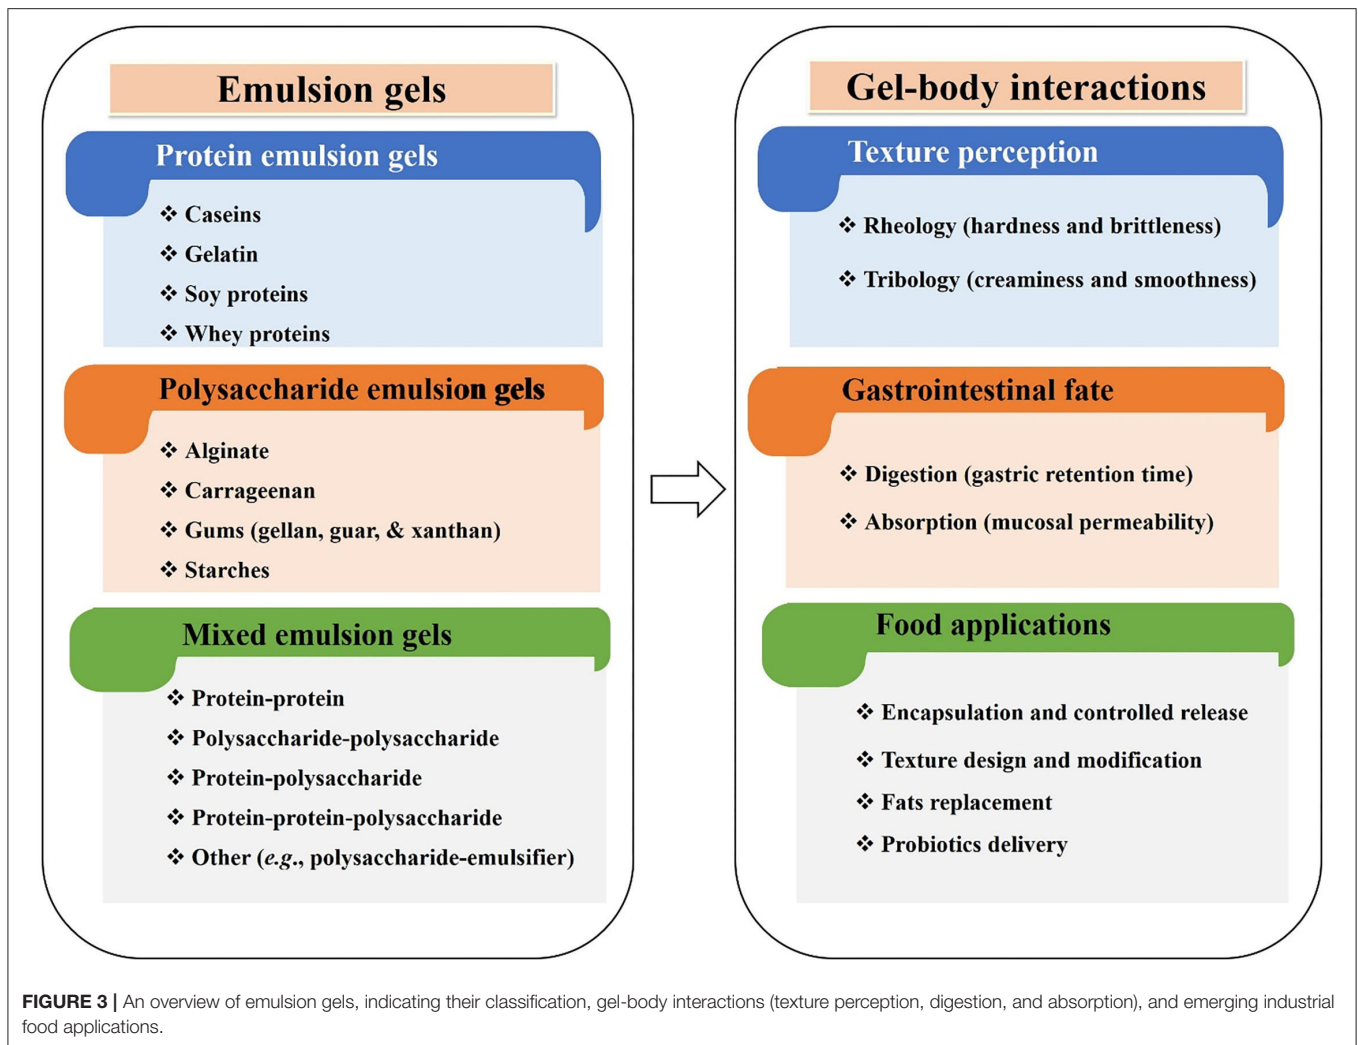 Emulsion gels
Protein emulsion gels
❖ Caseins
❖ Gelatin
❖ Soy proteins
❖ Whey proteins
Polysaccharide emulsion gels
❖ Alginate
❖ Carrageenan
❖ Gums (gellan, guar, & xanthan)
❖ Starches
Mixed emulsion gels
❖ Protein-protein
❖ Polysaccharide-polysaccharide
❖ Protein-polysaccharide
❖ Protein-protein-polysaccharide
❖ Other (e.g., polysaccharide-emulsifier)
Gel-body interactions
Texture perception
❖ Rheology (hardness and brittleness)
❖ Tribology (creaminess and smoothness)
Gastrointestinal fate
❖ Digestion (gastric retention time)
❖ Absorption (mucosal permeability)
Food applications
❖ Encapsulation and controlled release
❖ Texture design and modification
❖ Fats replacement
❖ Probiotics delivery
FIGURE 3 | An overview of emulsion gels, indicating their classification, gel-body interactions (texture perception, digestion, and absorption), and emerging industrial
food applications.